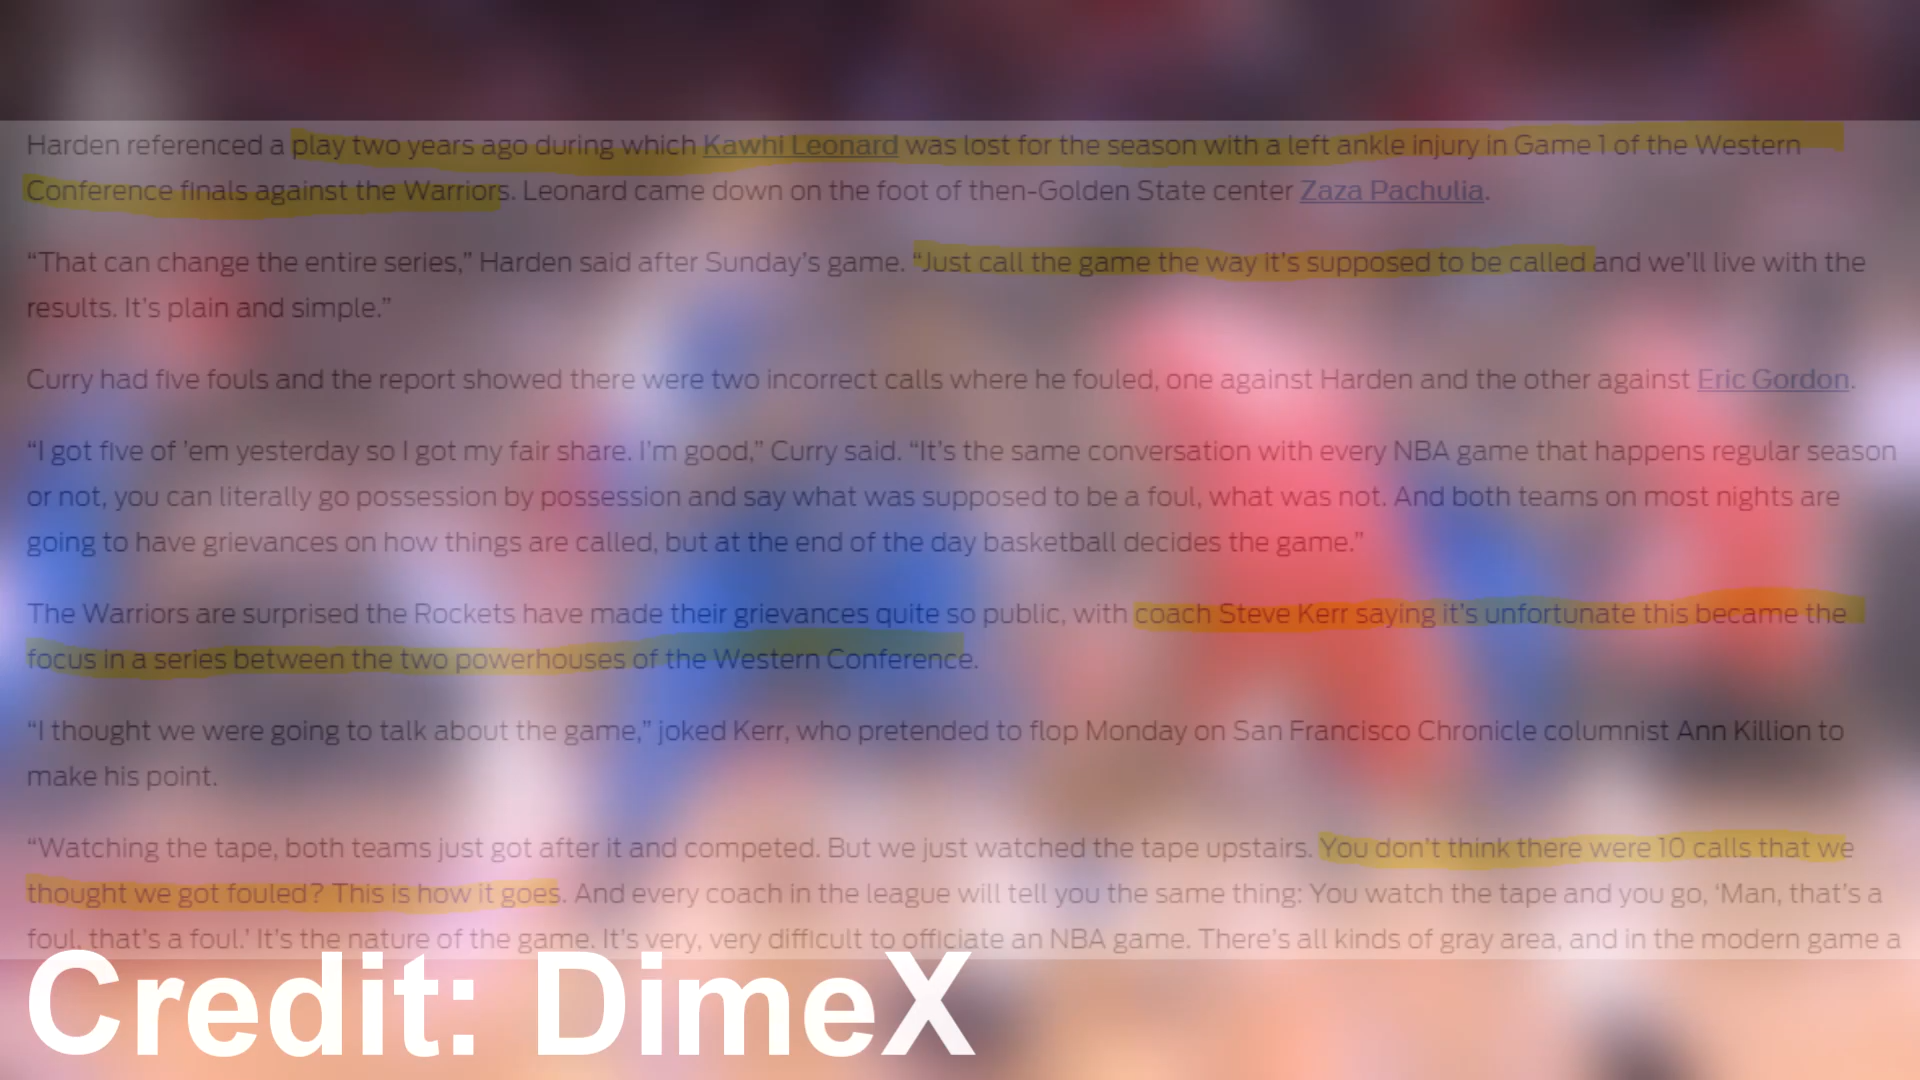 Harden referenced a play two years ago during which Kawhi Leonard was lost for the season with a left ankle injury in Game 1 of the Western
Conference finals against the Warriors. Leonard came down on the foot of then-Golden State center Zaza Pachulia.
“That can change the entire series,” Harden said after Sunday’s game. “Just call the game the way it’s supposed to be called and we’ll live with the
results. It’s plain and simple.”
Curry had five fouls and the report showed there were two incorrect calls where he fouled, one against Harden and the other against Eric Gordon.
“I got five of ’em yesterday so I got my fair share. I’m good,” Curry said. “It’s the same conversation with every NBA game that happens regular season
or not, you can literally go possession by possession and say what was supposed to be a foul, what was not. And both teams on most nights are
going to have grievances on how things are called, but at the end of the day basketball decides the game.”
The Warriors are surprised the Rockets have made their grievances quite so public, with coach Steve Kerr saying it’s unfortunate this became the
focus in a series between the two powerhouses of the Western Conference.
“I thought we were going to talk about the game,” joked Kerr, who pretended to flop Monday on San Francisco Chronicle columnist Ann Killion to
make his point.
“Watching the tape, both teams just got after it and competed. But we just watched the tape upstairs. You don’t think there were 10 calls that we
thought we got fouled? This is how it goes. And every coach in the league will tell you the same thing: You watch the tape and you go, ‘Man, that’s a
foul, that’s a foul.’ It’s the nature of the game. It’s very, very difficult to officiate an NBA game. There’s all kinds of gray area, and in the modern game a
Credit: DimeX